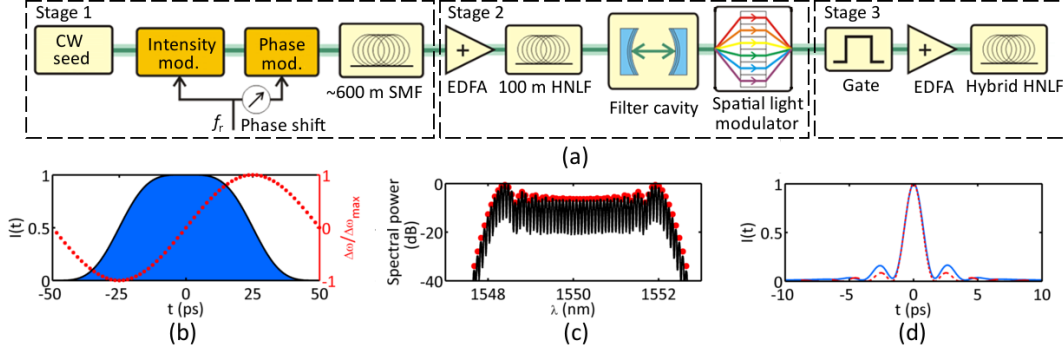 Stage 1
CW
seed
Intensity
mod.
Phase
mod.
~600 m SMF
fr
Phase shift
Stage 2
+
EDFA
100 m HNLF
Filter cavity
Spatial light
modulator
Stage 3
Gate
+
EDFA
Hybrid HNLF
(a)
I(t)
1
0.5
0
-50
-25
0
25
50
t (ps)
1
0
-1
Δω/Δωmax
(b)
Spectral power
(dB)
0
-20
-40
1548
1550
1552
λ (nm)
(c)
I(t)
1
0.5
0
-10
-5
0
5
10
t (ps)
(d)